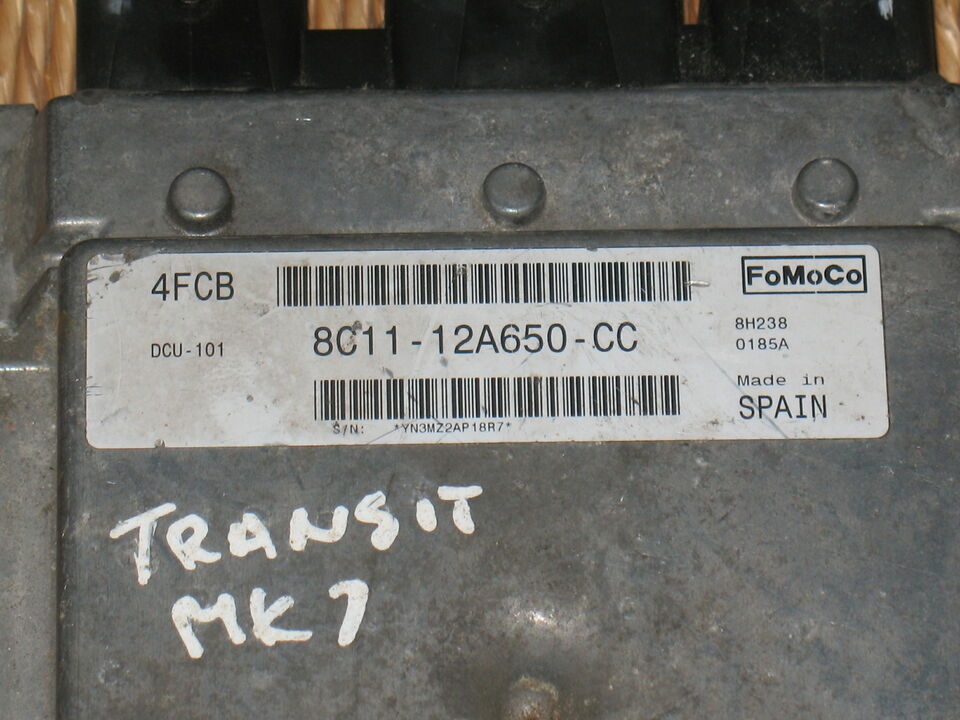 4FCB
FoMoCo
DCU-101
8C11-12A650-CC
8H238
0185A
Made in
SPAIN
S/N: *YN3MZ2AP18R7*
TRANSIT
MK7